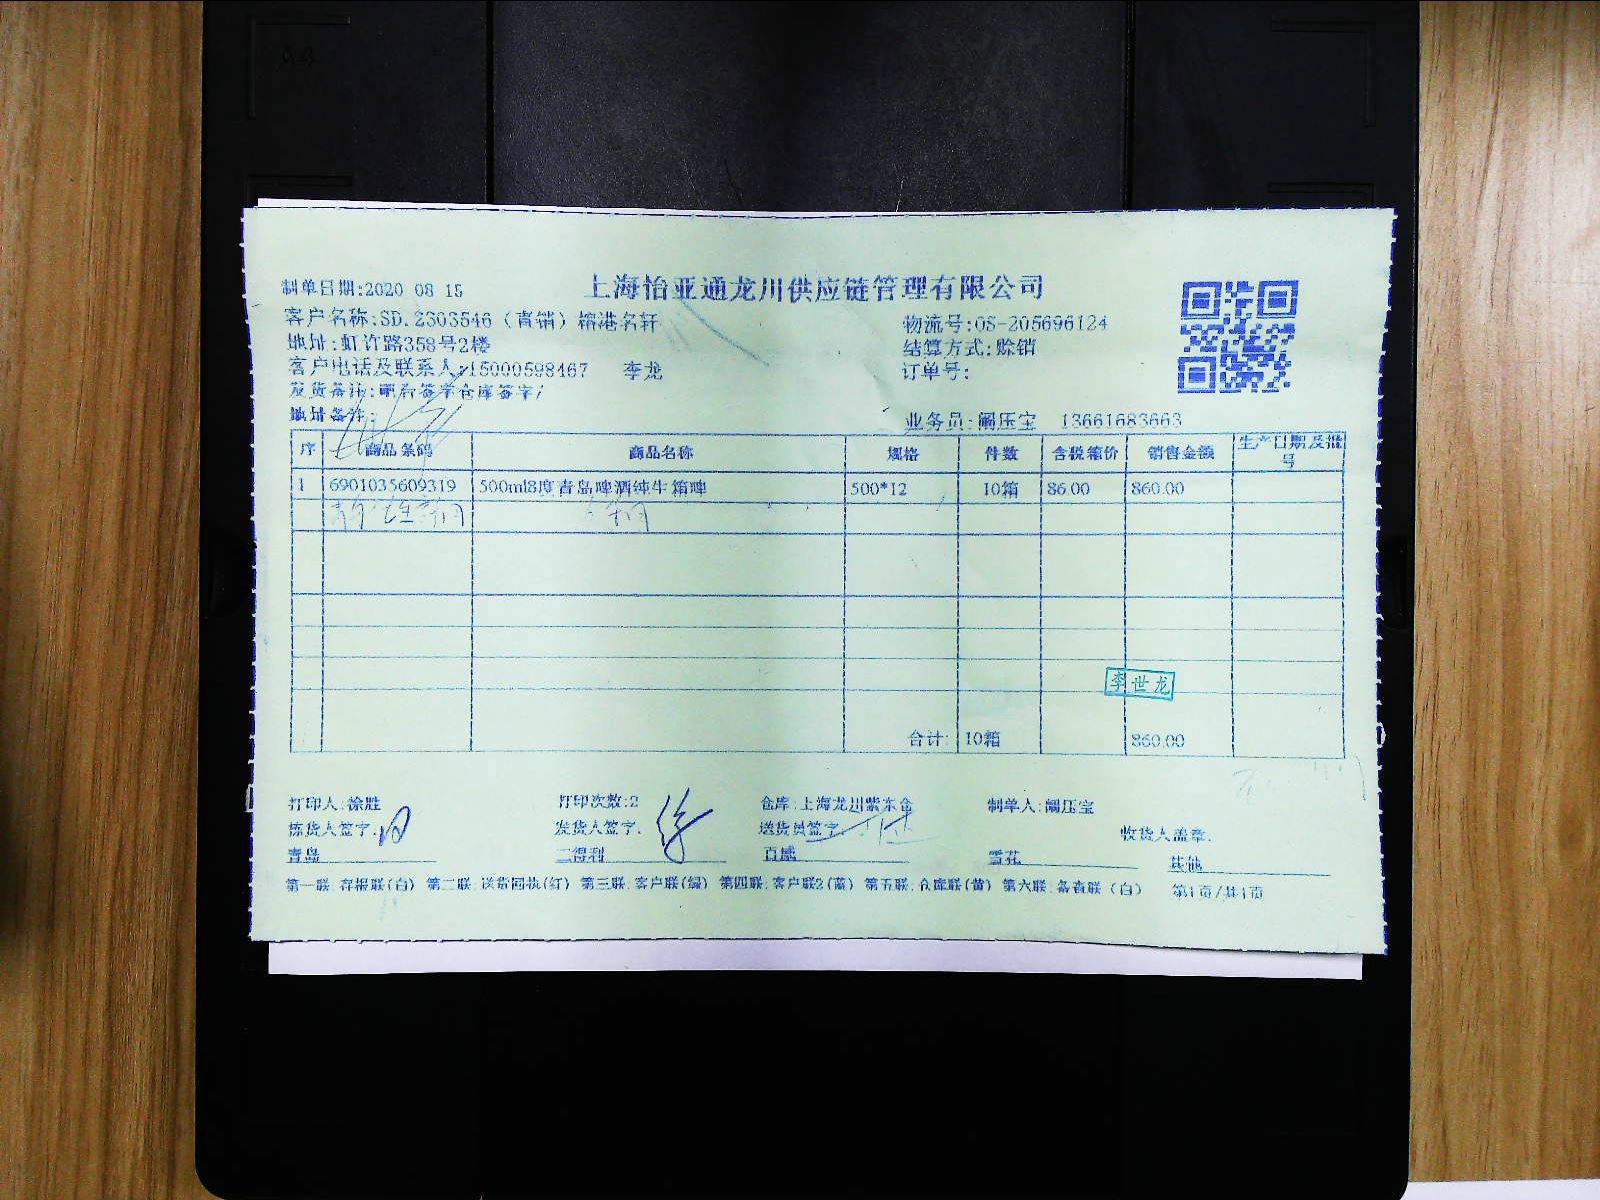 上海怡亚通龙川供应链管理有限公司
制单日期:2020 08 15
客户名称:SD.2303546（直销）榕港名轩
物流号:OS-205696124
地址:虹许路358号2楼
结算方式:赊销
客户电话及联系人:15000598467 李龙
订单号:
发货备注:
地址备注:
业务员:阚压宝 13661683663
序 商品条码 商品名称 规格 件数 含税箱价 销售金额 生产日期及批号
1 6901035609319 500ml8度青岛啤酒纯生箱啤 500*12 10箱 86.00 860.00
李世龙
合计: 10箱 860.00
打印人:徐胜 打印次数:2 仓库:上海龙川紫东仓 制单人:阚压宝
拣货人签字: 发货人签字: 送货员签字: 收货人盖章:
青岛 三得利 百威 雪花 其他
第一联:存根联(白) 第二联:送货回执(红) 第三联:客户联(绿) 第四联:客户联2(蓝) 第五联:仓库联(黄) 第六联:备查联(白) 第1页/共1页